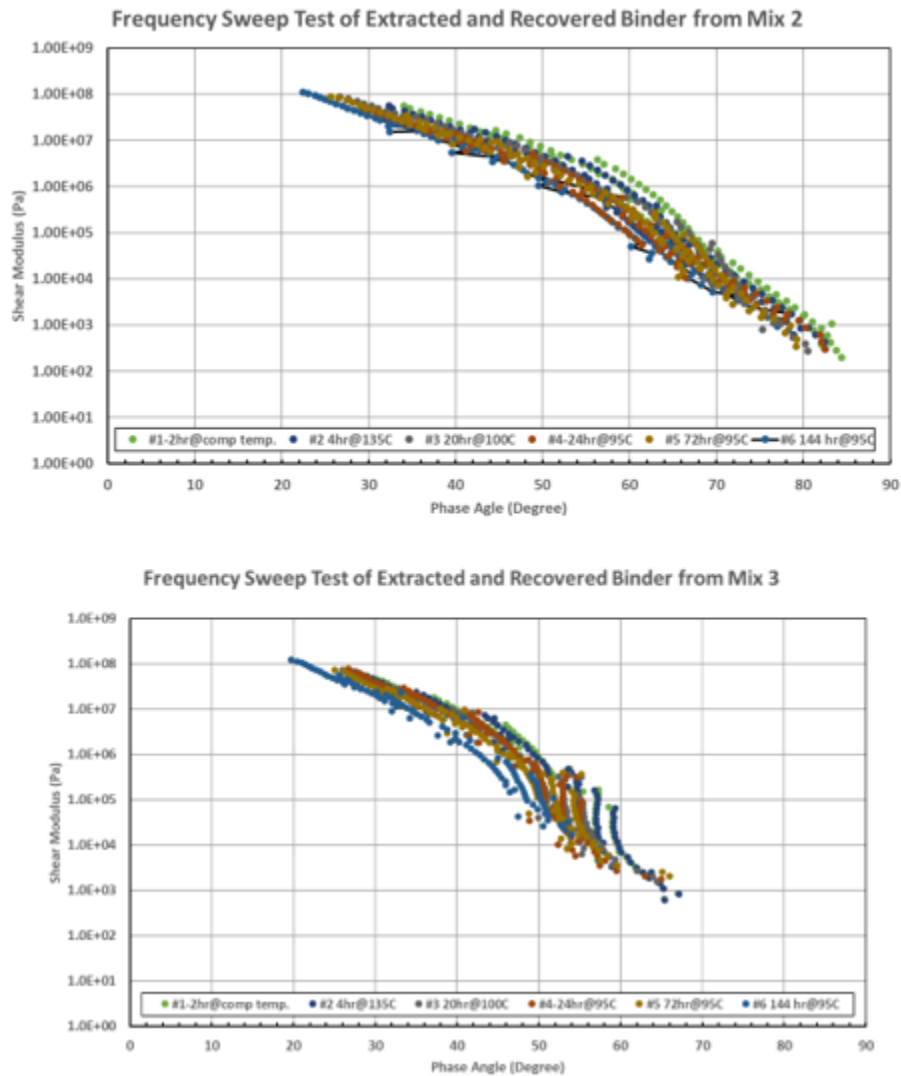 Frequency Sweep Test of Extracted and Recovered Binder from Mix 2
1.00E+09
1.00E+08
1.00E+07
1.00E+06
1.00E+05
1.00E+04
1.00E+03
1.00E+02
1.00E+01
1.00E+00
Shear Modulus (Pa)
#1-2hr@comp temp. #2 4hr@135C #3 20hr@100C #4-24hr@95C #5 72hr@95C #6 144 hr@95C
0 10 20 30 40 50 60 70 80 90
Phase Agle (Degree)
Frequency Sweep Test of Extracted and Recovered Binder from Mix 3
1.0E+09
1.0E+08
1.0E+07
1.0E+06
1.0E+05
1.0E+04
1.0E+03
1.0E+02
1.0E+01
1.0E+00
Shear Modulus (Pa)
#1-2hr@comp temp. #2 4hr@135C #3 20hr@100C #4-24hr@95C #5 72hr@95C #6 144 hr@95C
0 10 20 30 40 50 60 70 80 90
Phase Angle (Degree)